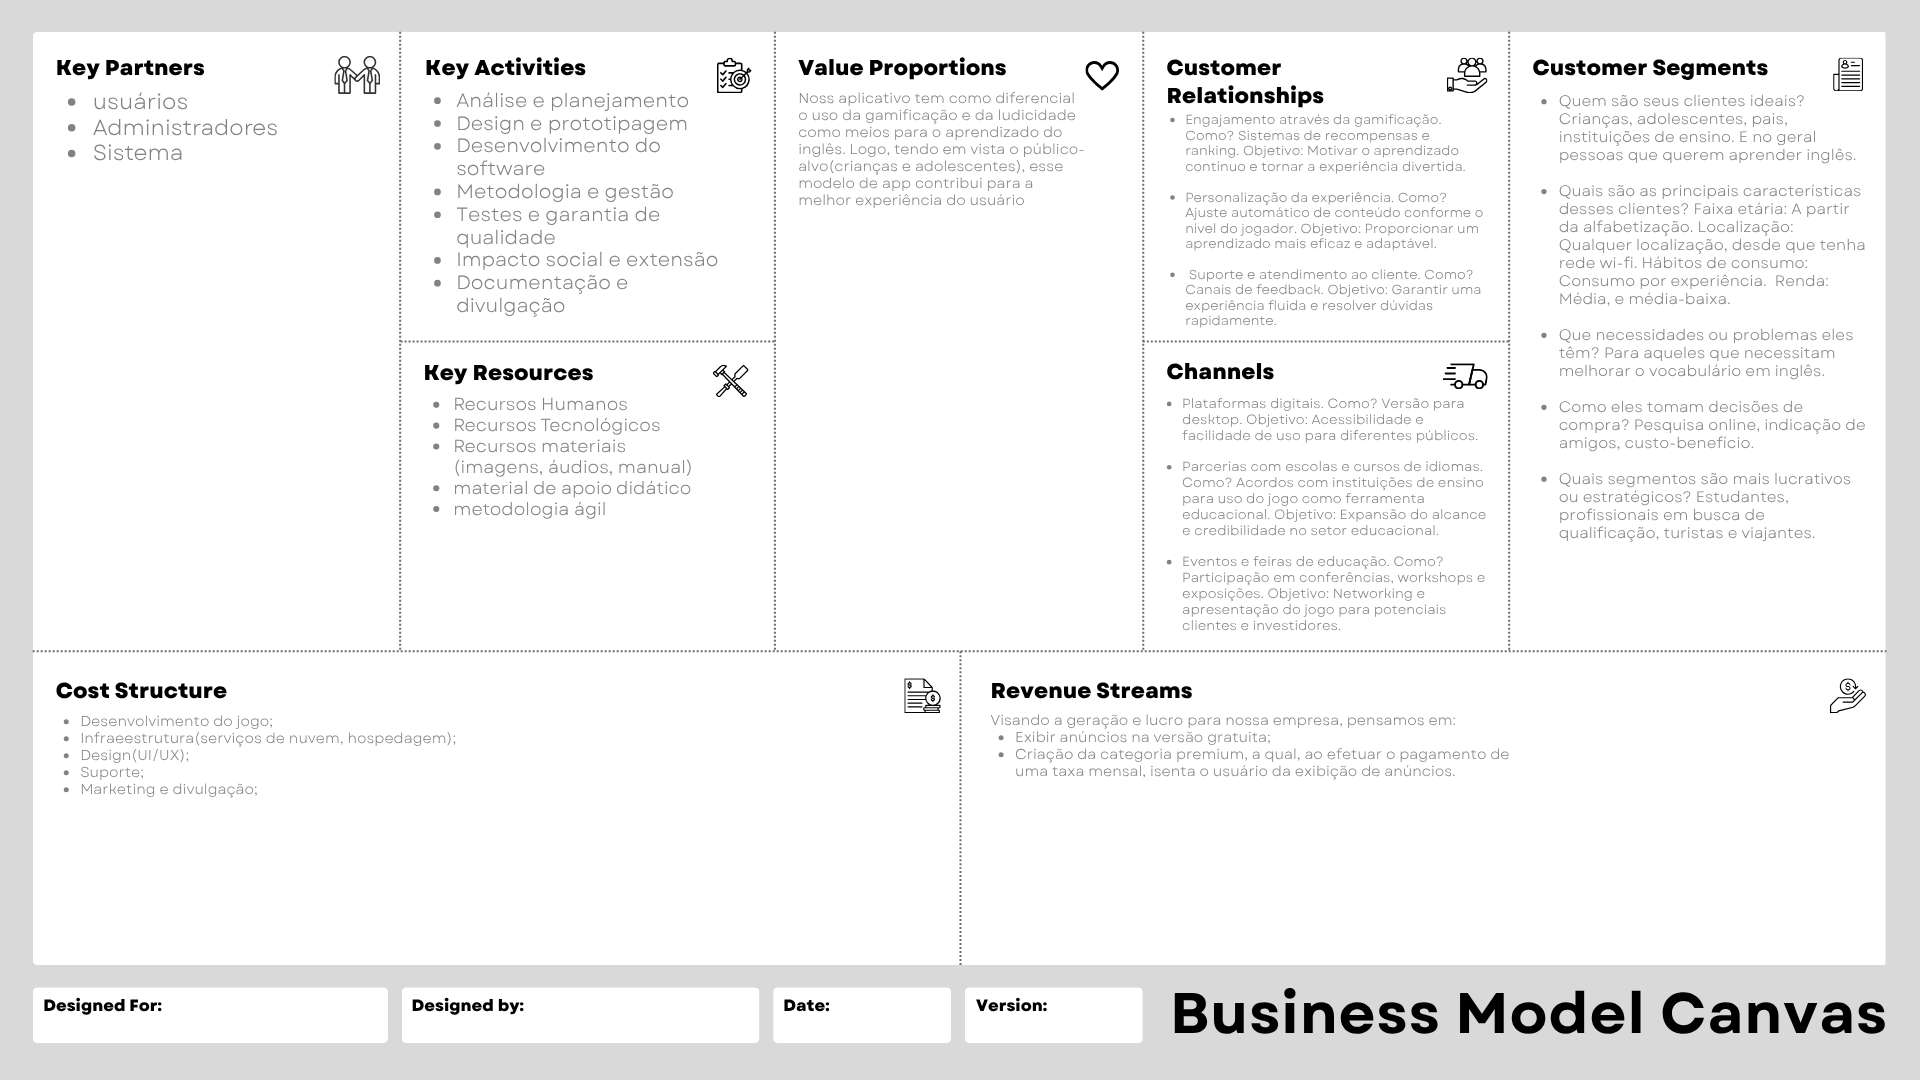 Key Partners
• usuários
• Administradores
• Sistema
Key Activities
• Análise e planejamento
• Design e prototipagem
• Desenvolvimento do
software
• Metodologia e gestão
• Testes e garantia de
qualidade
• Impacto social e extensão
• Documentação e
divulgação
Key Resources
• Recursos Humanos
• Recursos Tecnológicos
• Recursos materiais
(imagens, áudios, manual)
• material de apoio didático
• metodologia ágil
Value Proportions
Noss aplicativo tem como diferencial
o uso da gamificação e da ludicidade
como meios para o aprendizado do
inglês. Logo, tendo em vista o público-
alvo(crianças e adolescentes), esse
modelo de app contribui para a
melhor experiência do usuário
Customer
Relationships
• Engajamento através da gamificação.
Como? Sistemas de recompensas e
ranking. Objetivo: Motivar o aprendizado
contínuo e tornar a experiência divertida.
• Personalização da experiência. Como?
Ajuste automático de conteúdo conforme o
nível do jogador. Objetivo: Proporcionar um
aprendizado mais eficaz e adaptável.
• Suporte e atendimento ao cliente. Como?
Canais de feedback. Objetivo: Garantir uma
experiência fluida e resolver dúvidas
rapidamente.
Channels
• Plataformas digitais. Como? Versão para
desktop. Objetivo: Acessibilidade e
facilidade de uso para diferentes públicos.
• Parcerias com escolas e cursos de idiomas.
Como? Acordos com instituições de ensino
para uso do jogo como ferramenta
educacional. Objetivo: Expansão do alcance
e credibilidade no setor educacional.
• Eventos e feiras de educação. Como?
Participação em conferências, workshops e
exposições. Objetivo: Networking e
apresentação do jogo para potenciais
clientes e investidores.
Customer Segments
• Quem são seus clientes ideais?
Crianças, adolescentes, pais,
instituições de ensino. E no geral
pessoas que querem aprender inglês.
• Quais são as principais características
desses clientes? Faixa etária: A partir
da alfabetização. Localização:
Qualquer localização, desde que tenha
rede wi-fi. Hábitos de consumo:
Consumo por experiência. Renda:
Média, e média-baixa.
• Que necessidades ou problemas eles
têm? Para aqueles que necessitam
melhorar o vocabulário em inglês.
• Como eles tomam decisões de
compra? Pesquisa online, indicação de
amigos, custo-benefício.
• Quais segmentos são mais lucrativos
ou estratégicos? Estudantes,
profissionais em busca de
qualificação, turistas e viajantes.
Cost Structure
• Desenvolvimento do jogo;
• Infraeestrutura(serviços de nuvem, hospedagem);
• Design(UI/UX);
• Suporte;
• Marketing e divulgação;
Revenue Streams
Visando a geração e lucro para nossa empresa, pensamos em:
• Exibir anúncios na versão gratuita;
• Criação da categoria premium, a qual, ao efetuar o pagamento de
uma taxa mensal, isenta o usuário da exibição de anúncios.
Designed For:
Designed by:
Date:
Version:
Business Model Canvas